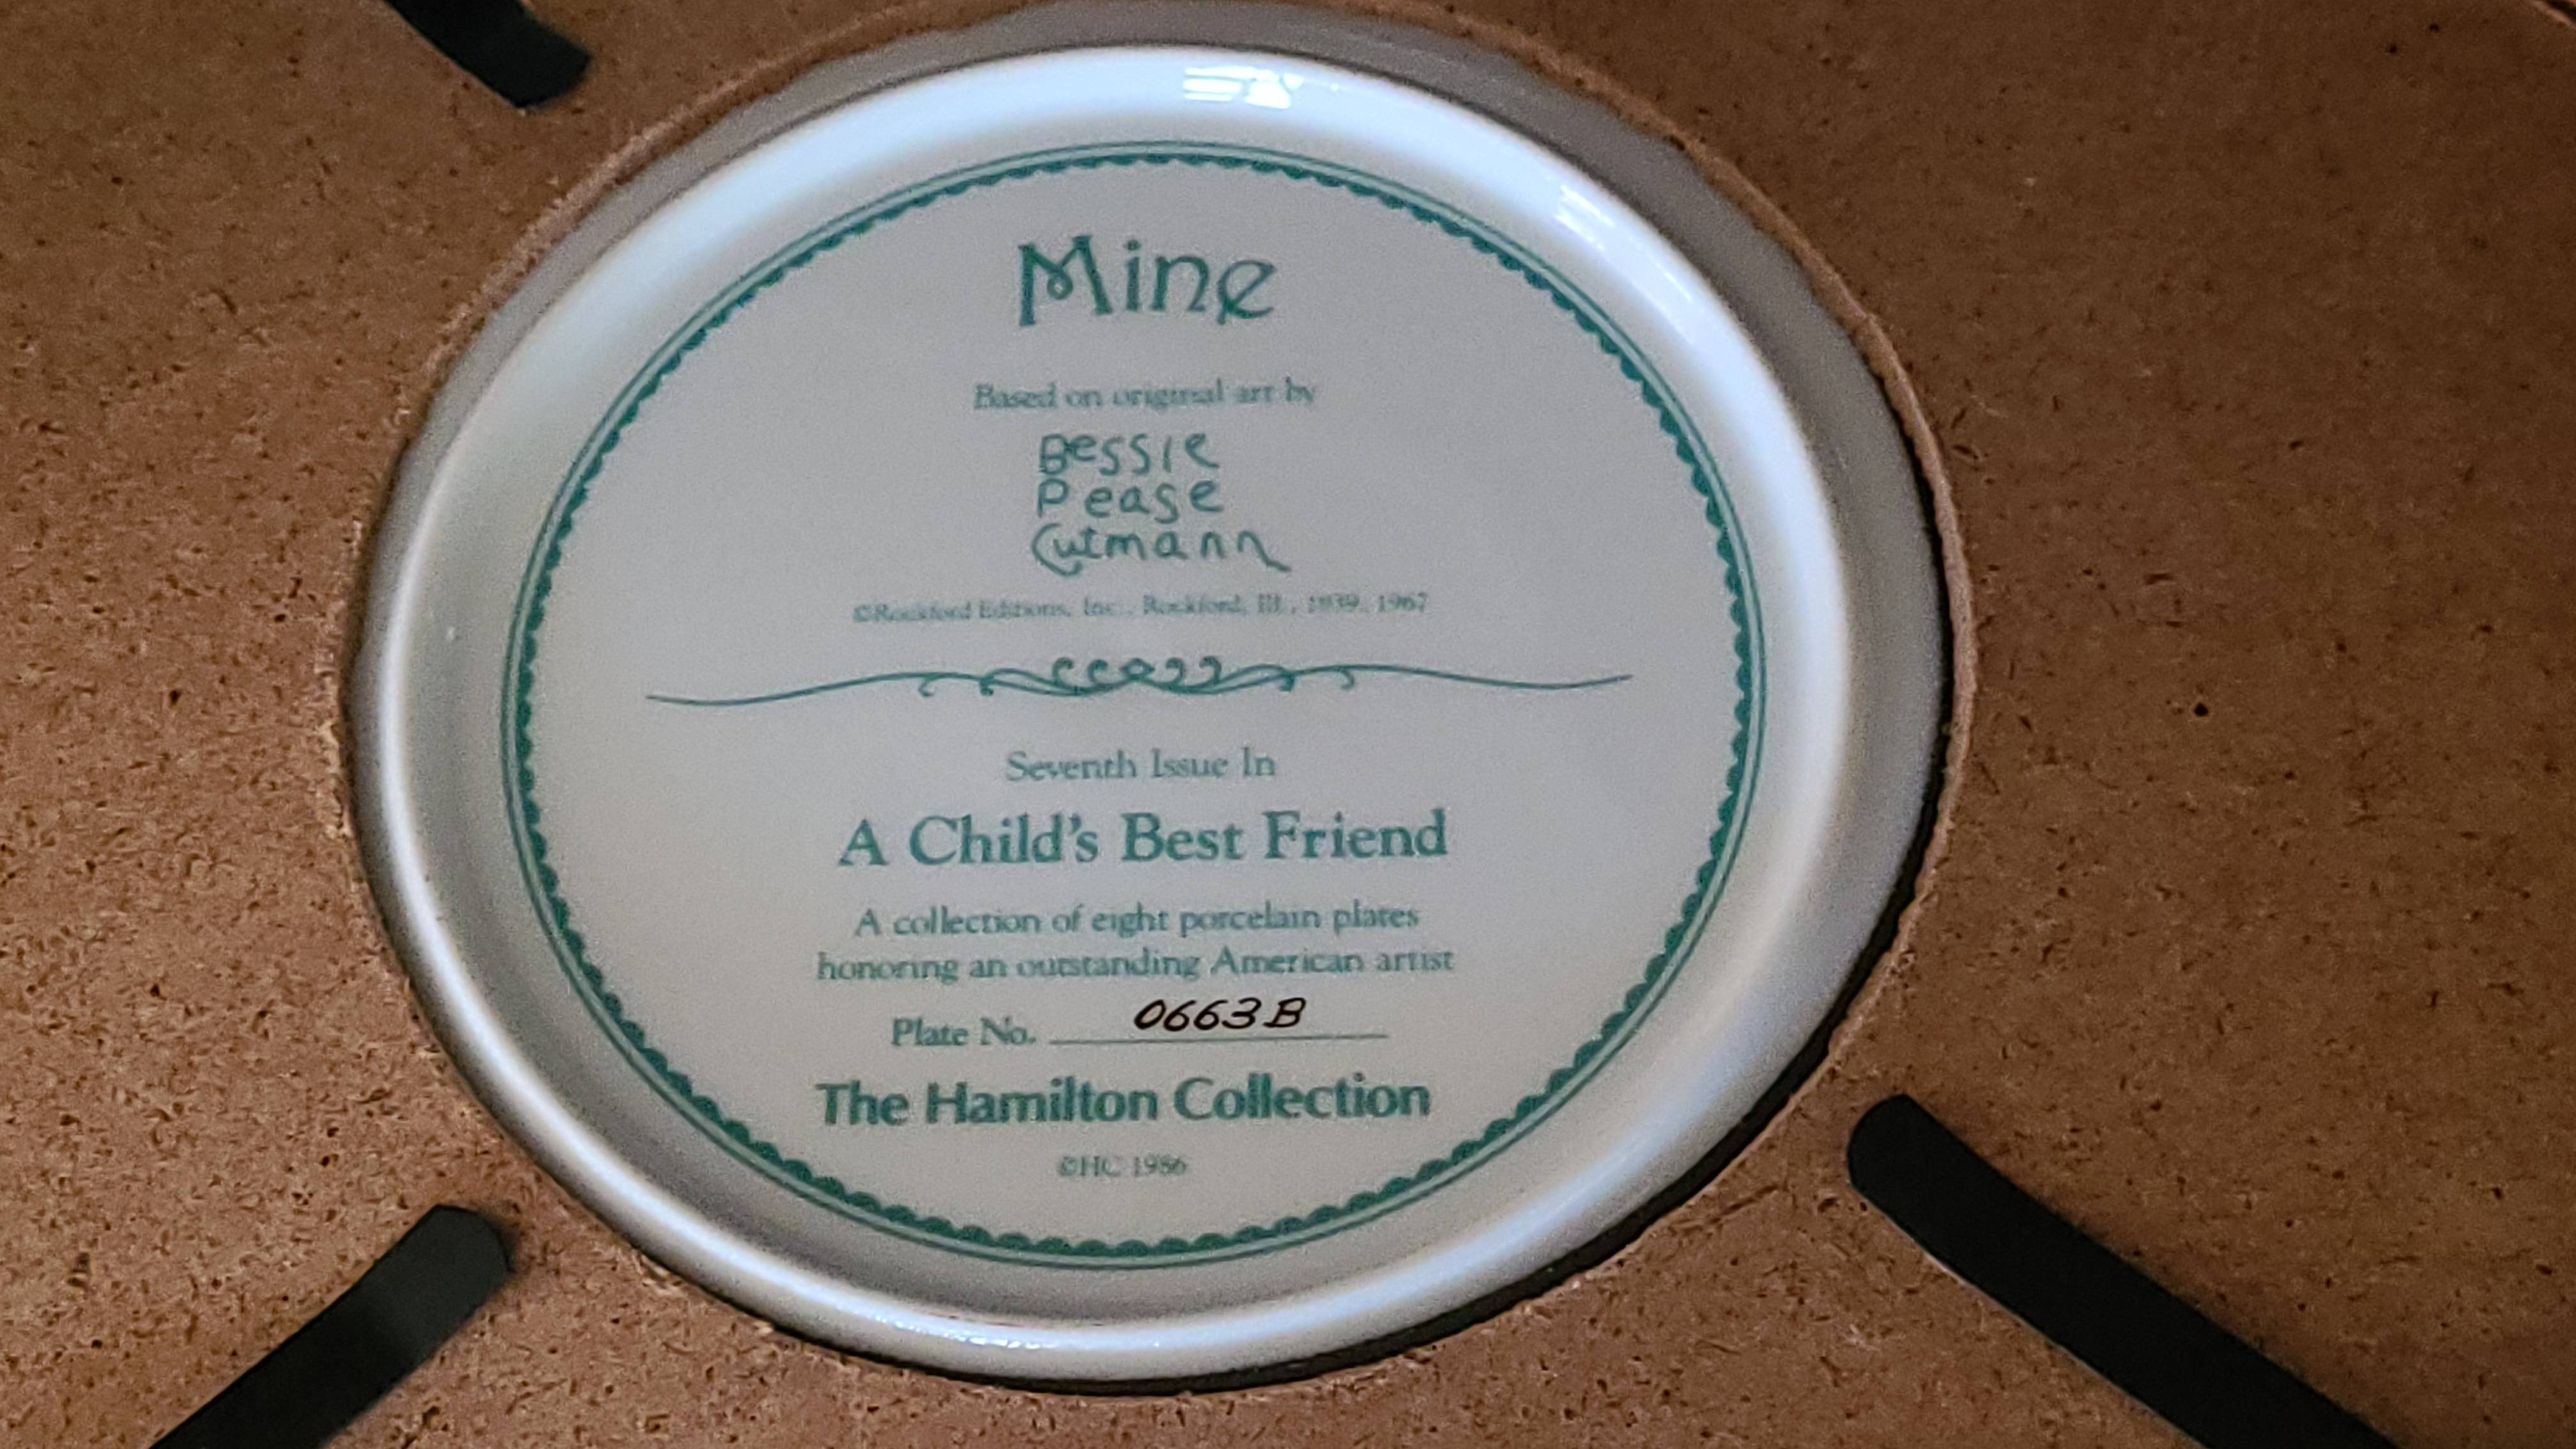 Mine
Based on original art by
Bessie
Pease
Gutmann
©Rockford Editions, Inc., Rockford, Ill., 1939, 1967
Seventh Issue In
A Child's Best Friend
A collection of eight porcelain plates
honoring an outstanding American artist
Plate No. 0663B
The Hamilton Collection
©HC 1986